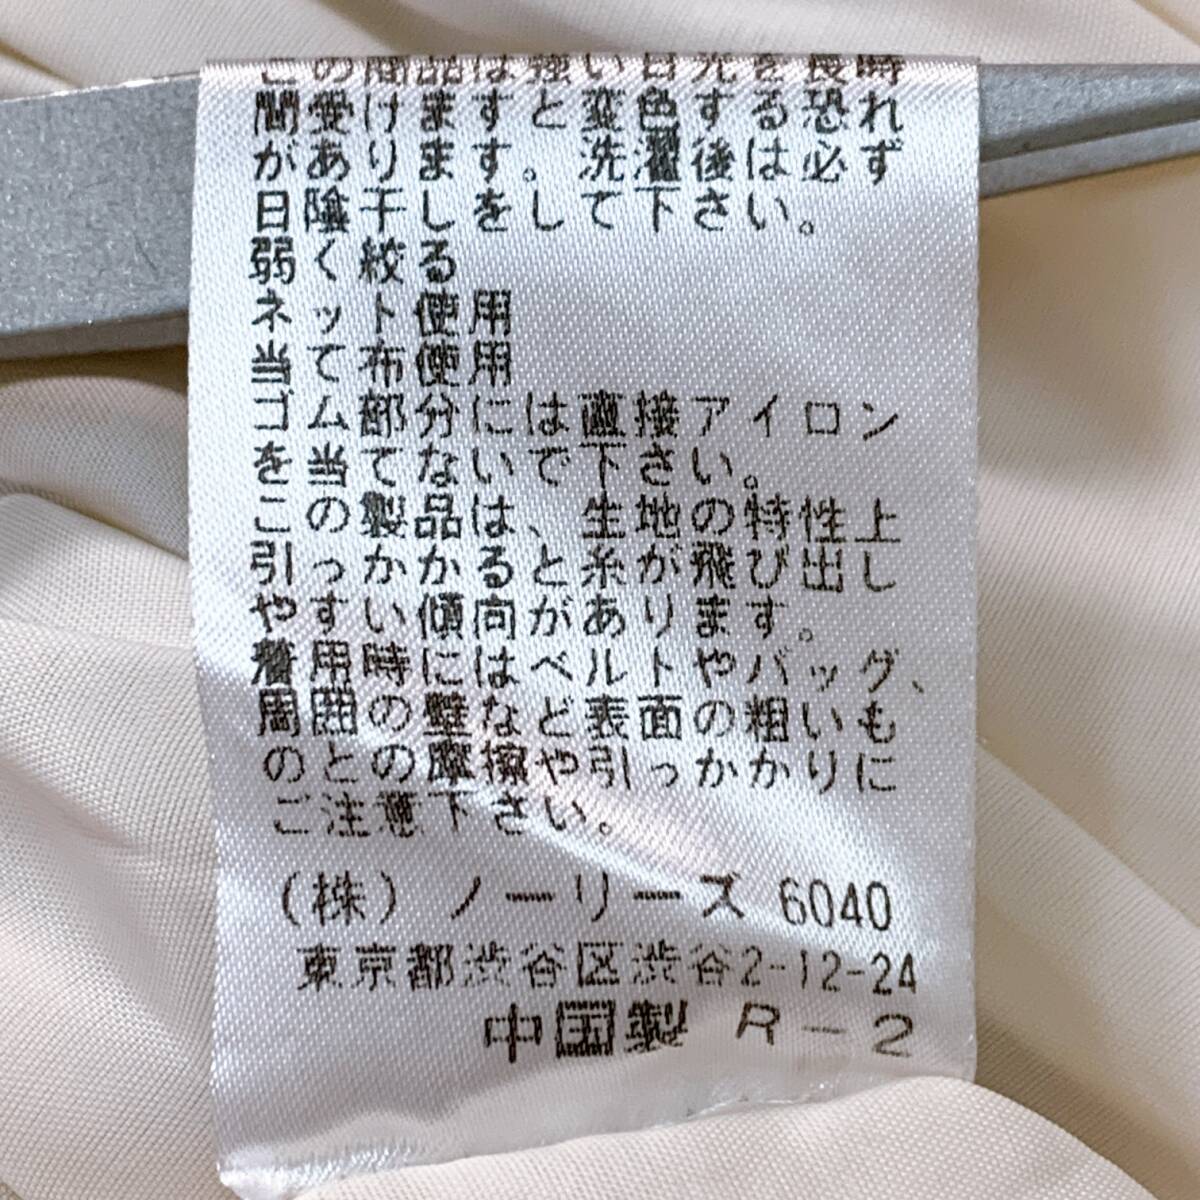 この商品は強い日光を長時
間受けますと変色する恐れ
があります。洗濯後は必ず
日陰干しをして下さい。
弱く絞る
ネット使用
当て布使用
ゴム部分には直接アイロン
を当てないで下さい。
この製品は、生地の特性上
引っかかると糸が飛び出し
やすい傾向があります。
着用時にはベルトやバッグ、
周囲の壁など表面の粗いも
のとの摩擦や引っかかりに
ご注意下さい。
(株)ノーリーズ 6040
東京都渋谷区渋谷2-12-24
中国製 R-2